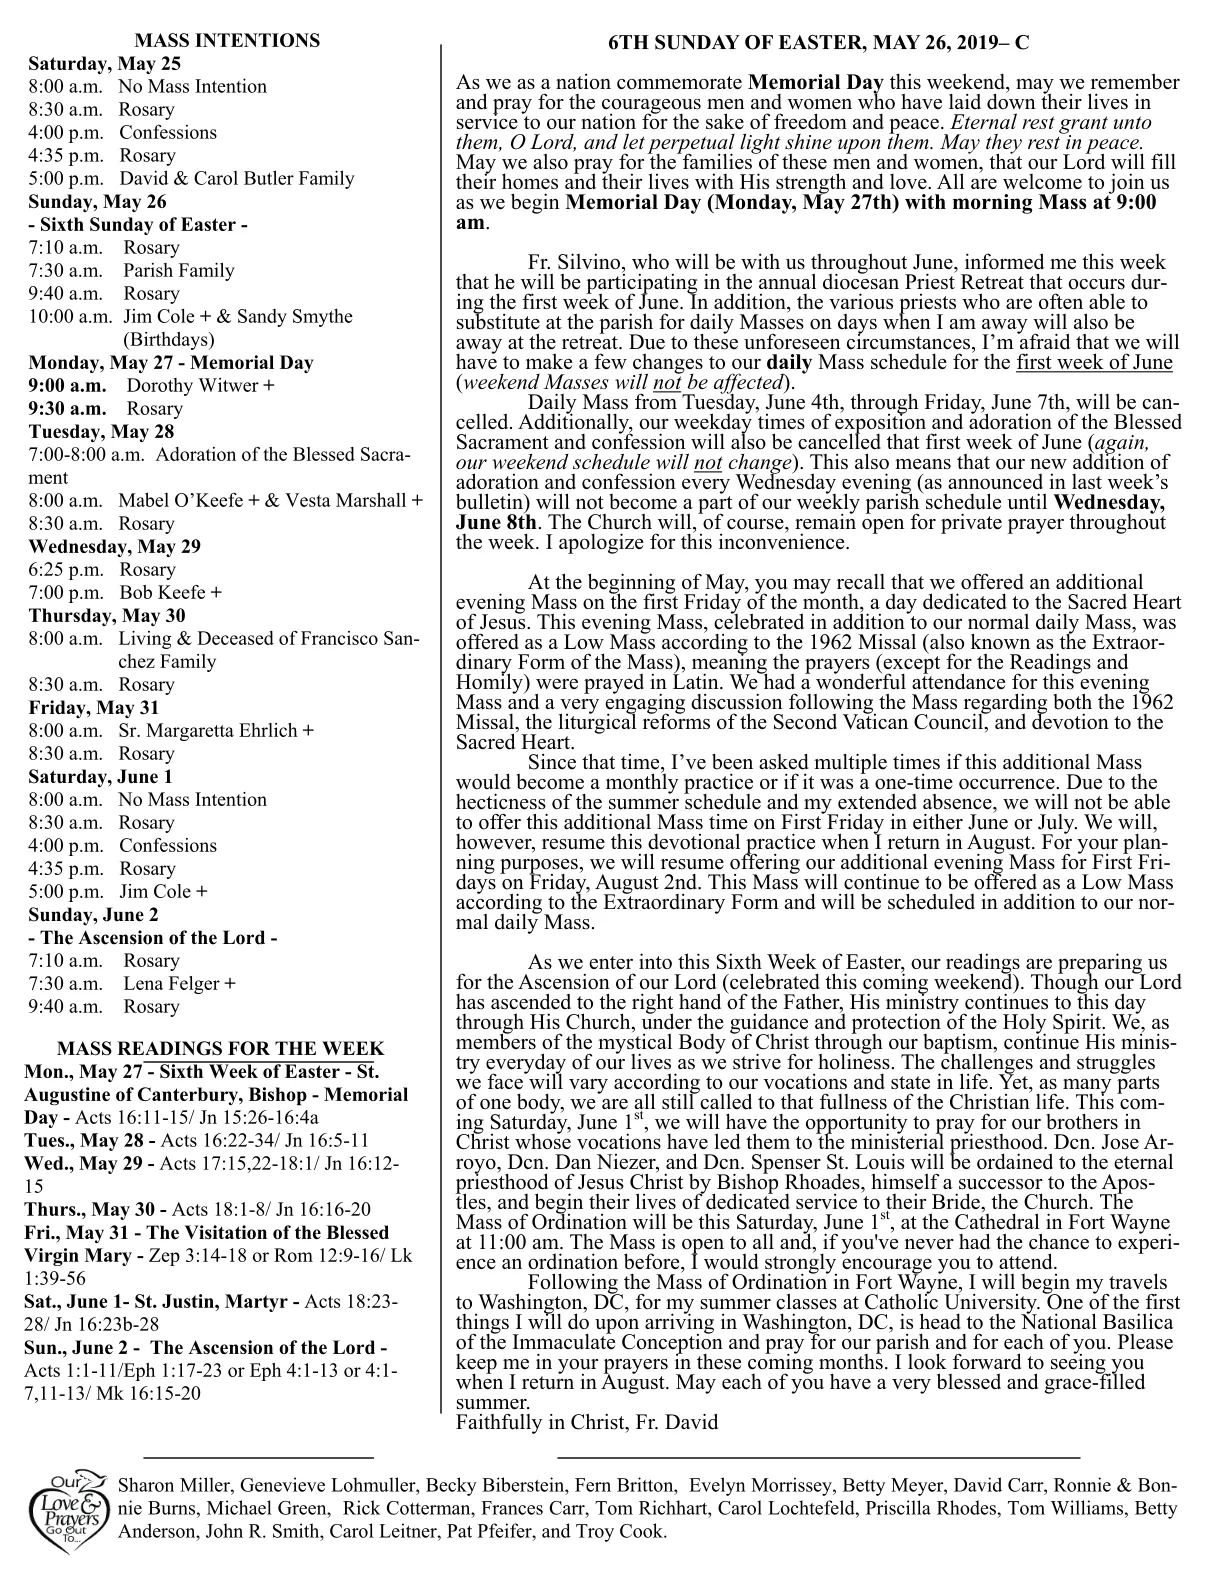 MASS INTENTIONS
Saturday, May 25
8:00 a.m. No Mass Intention
8:30 a.m. Rosary
4:00 p.m. Confessions
4:35 p.m. Rosary
5:00 p.m. David & Carol Butler Family
Sunday, May 26
- Sixth Sunday of Easter -
7:10 a.m. Rosary
7:30 a.m. Parish Family
9:40 a.m. Rosary
10:00 a.m. Jim Cole + & Sandy Smythe
(Birthdays)
Monday, May 27 - Memorial Day
9:00 a.m. Dorothy Witwer +
9:30 a.m. Rosary
Tuesday, May 28
7:00-8:00 a.m. Adoration of the Blessed Sacra-
ment
8:00 a.m. Mabel O’Keefe + & Vesta Marshall +
8:30 a.m. Rosary
Wednesday, May 29
6:25 p.m. Rosary
7:00 p.m. Bob Keefe +
Thursday, May 30
8:00 a.m. Living & Deceased of Francisco San-
chez Family
8:30 a.m. Rosary
Friday, May 31
8:00 a.m. Sr. Margaretta Ehrlich +
8:30 a.m. Rosary
Saturday, June 1
8:00 a.m. No Mass Intention
8:30 a.m. Rosary
4:00 p.m. Confessions
4:35 p.m. Rosary
5:00 p.m. Jim Cole +
Sunday, June 2
- The Ascension of the Lord -
7:10 a.m. Rosary
7:30 a.m. Lena Felger +
9:40 a.m. Rosary
MASS READINGS FOR THE WEEK
Mon., May 27 - Sixth Week of Easter - St.
Augustine of Canterbury, Bishop - Memorial
Day - Acts 16:11-15/ Jn 15:26-16:4a
Tues., May 28 - Acts 16:22-34/ Jn 16:5-11
Wed., May 29 - Acts 17:15,22-18:1/ Jn 16:12-
15
Thurs., May 30 - Acts 18:1-8/ Jn 16:16-20
Fri., May 31 - The Visitation of the Blessed
Virgin Mary - Zep 3:14-18 or Rom 12:9-16/ Lk
1:39-56
Sat., June 1- St. Justin, Martyr - Acts 18:23-
28/ Jn 16:23b-28
Sun., June 2 - The Ascension of the Lord -
Acts 1:1-11/Eph 1:17-23 or Eph 4:1-13 or 4:1-
7,11-13/ Mk 16:15-20
6TH SUNDAY OF EASTER, MAY 26, 2019– C
As we as a nation commemorate Memorial Day this weekend, may we remember
and pray for the courageous men and women who have laid down their lives in
service to our nation for the sake of freedom and peace. Eternal rest grant unto
them, O Lord, and let perpetual light shine upon them. May they rest in peace.
May we also pray for the families of these men and women, that our Lord will fill
their homes and their lives with His strength and love. All are welcome to join us
as we begin Memorial Day (Monday, May 27th) with morning Mass at 9:00
am.
Fr. Silvino, who will be with us throughout June, informed me this week
that he will be participating in the annual diocesan Priest Retreat that occurs dur-
ing the first week of June. In addition, the various priests who are often able to
substitute at the parish for daily Masses on days when I am away will also be
away at the retreat. Due to these unforeseen circumstances, I’m afraid that we will
have to make a few changes to our daily Mass schedule for the first week of June
(weekend Masses will not be affected).
Daily Mass from Tuesday, June 4th, through Friday, June 7th, will be can-
celled. Additionally, our weekday times of exposition and adoration of the Blessed
Sacrament and confession will also be cancelled that first week of June (again,
our weekend schedule will not change). This also means that our new addition of
adoration and confession every Wednesday evening (as announced in last week’s
bulletin) will not become a part of our weekly parish schedule until Wednesday,
June 8th. The Church will, of course, remain open for private prayer throughout
the week. I apologize for this inconvenience.
At the beginning of May, you may recall that we offered an additional
evening Mass on the first Friday of the month, a day dedicated to the Sacred Heart
of Jesus. This evening Mass, celebrated in addition to our normal daily Mass, was
offered as a Low Mass according to the 1962 Missal (also known as the Extraor-
dinary Form of the Mass), meaning the prayers (except for the Readings and
Homily) were prayed in Latin. We had a wonderful attendance for this evening
Mass and a very engaging discussion following the Mass regarding both the 1962
Missal, the liturgical reforms of the Second Vatican Council, and devotion to the
Sacred Heart.
Since that time, I’ve been asked multiple times if this additional Mass
would become a monthly practice or if it was a one-time occurrence. Due to the
hecticness of the summer schedule and my extended absence, we will not be able
to offer this additional Mass time on First Friday in either June or July. We will,
however, resume this devotional practice when I return in August. For your plan-
ning purposes, we will resume offering our additional evening Mass for First Fri-
days on Friday, August 2nd. This Mass will continue to be offered as a Low Mass
according to the Extraordinary Form and will be scheduled in addition to our nor-
mal daily Mass.
As we enter into this Sixth Week of Easter, our readings are preparing us
for the Ascension of our Lord (celebrated this coming weekend). Though our Lord
has ascended to the right hand of the Father, His ministry continues to this day
through His Church, under the guidance and protection of the Holy Spirit. We, as
members of the mystical Body of Christ through our baptism, continue His minis-
try everyday of our lives as we strive for holiness. The challenges and struggles
we face will vary according to our vocations and state in life. Yet, as many parts
of one body, we are all still called to that fullness of the Christian life. This com-
ing Saturday, June 1st, we will have the opportunity to pray for our brothers in
Christ whose vocations have led them to the ministerial priesthood. Dcn. Jose Ar-
royo, Dcn. Dan Niezer, and Dcn. Spenser St. Louis will be ordained to the eternal
priesthood of Jesus Christ by Bishop Rhoades, himself a successor to the Apos-
tles, and begin their lives of dedicated service to their Bride, the Church. The
Mass of Ordination will be this Saturday, June 1st, at the Cathedral in Fort Wayne
at 11:00 am. The Mass is open to all and, if you've never had the chance to experi-
ence an ordination before, I would strongly encourage you to attend.
Following the Mass of Ordination in Fort Wayne, I will begin my travels
to Washington, DC, for my summer classes at Catholic University. One of the first
things I will do upon arriving in Washington, DC, is head to the National Basilica
of the Immaculate Conception and pray for our parish and for each of you. Please
keep me in your prayers in these coming months. I look forward to seeing you
when I return in August. May each of you have a very blessed and grace-filled
summer.
Faithfully in Christ, Fr. David
Our
Love &
Prayers
Go Out
To...
Sharon Miller, Genevieve Lohmuller, Becky Biberstein, Fern Britton, Evelyn Morrissey, Betty Meyer, David Carr, Ronnie & Bon-
nie Burns, Michael Green, Rick Cotterman, Frances Carr, Tom Richhart, Carol Lochtefeld, Priscilla Rhodes, Tom Williams, Betty
Anderson, John R. Smith, Carol Leitner, Pat Pfeifer, and Troy Cook.